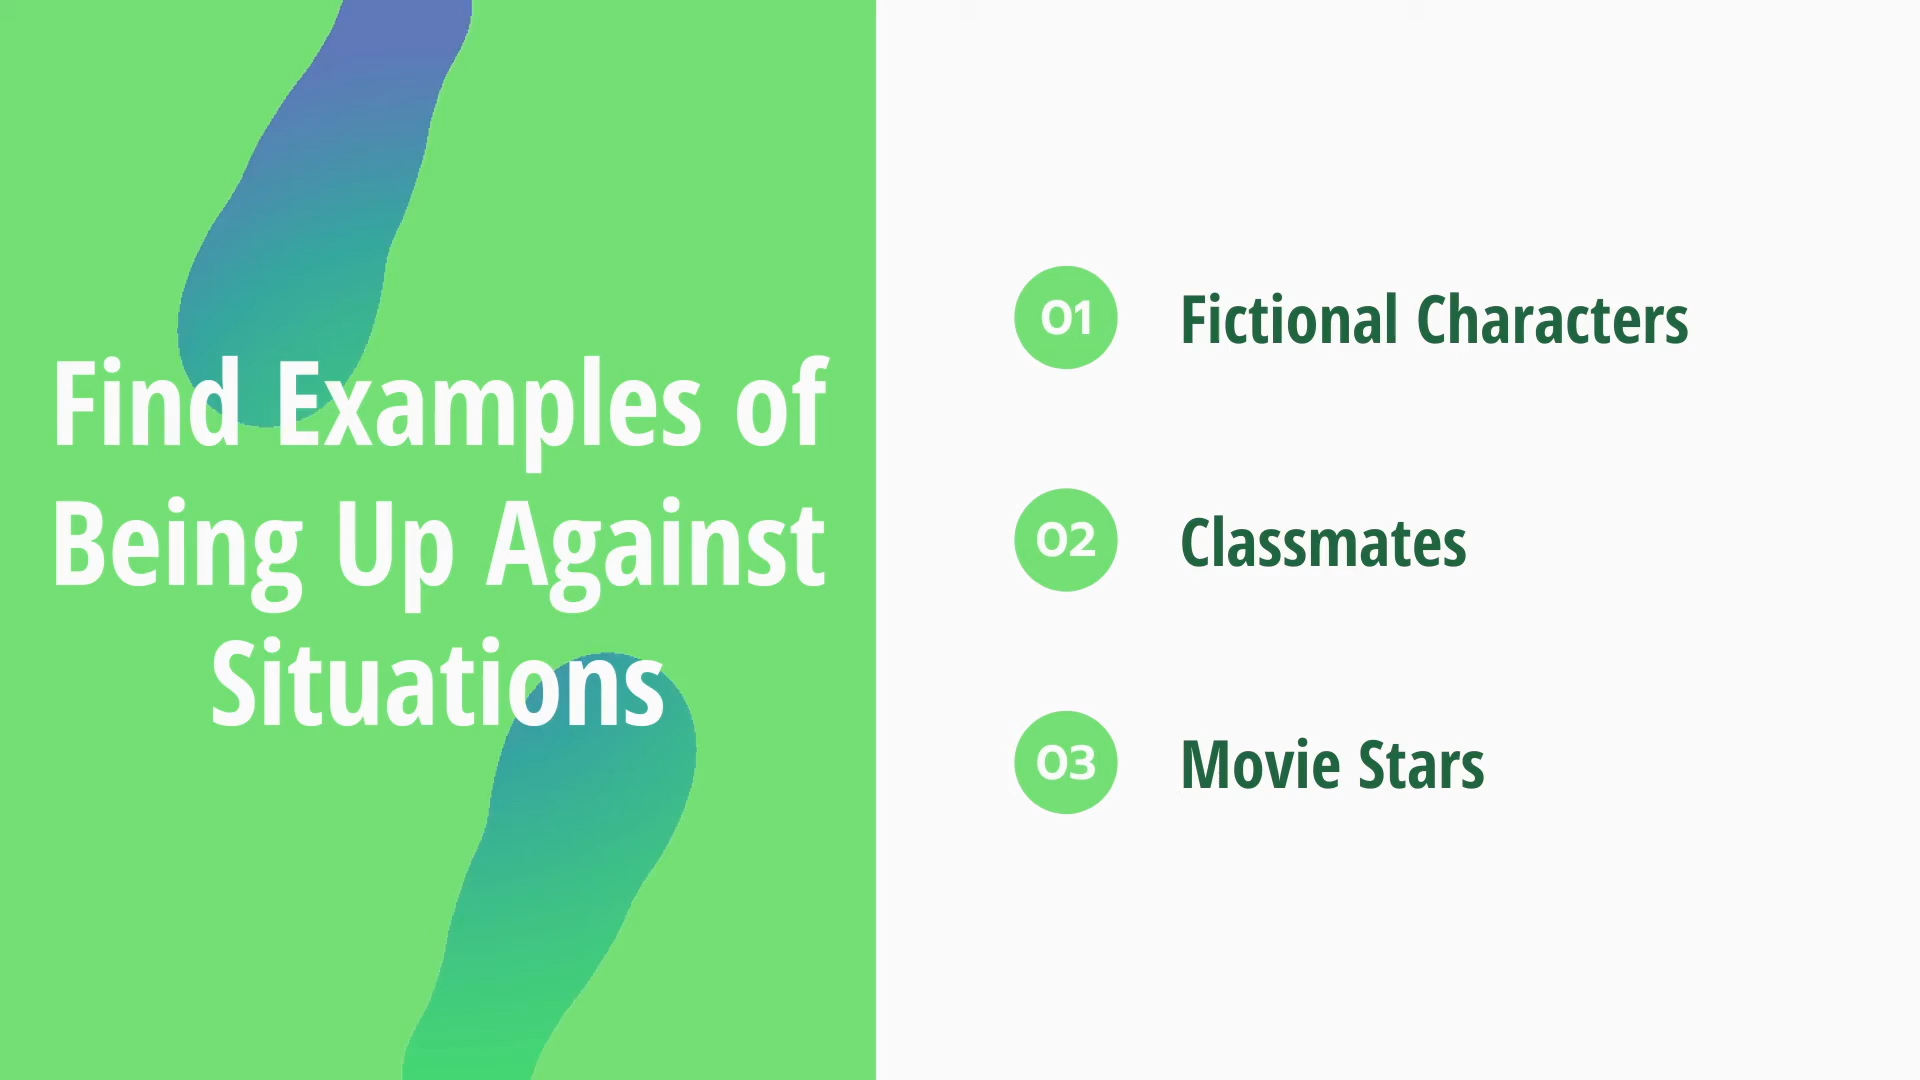 Find Examples of
Being Up Against
Situations
01 Fictional Characters
02 Classmates
03 Movie Stars